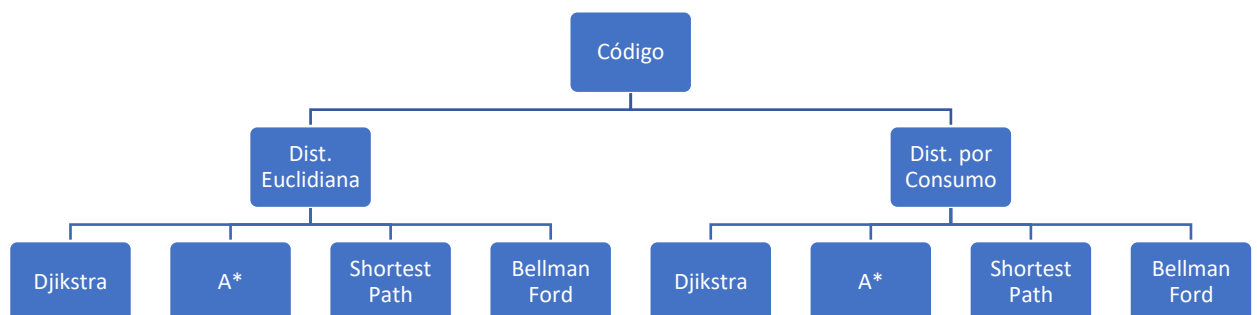 Código
Dist.
Euclidiana
Dist. por
Consumo
Djikstra
A*
Shortest
Path
Bellman
Ford
Djikstra
A*
Shortest
Path
Bellman
Ford